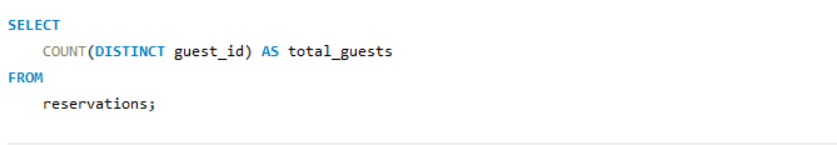 SELECT
    COUNT(DISTINCT guest_id) AS total_guests
FROM
    reservations;